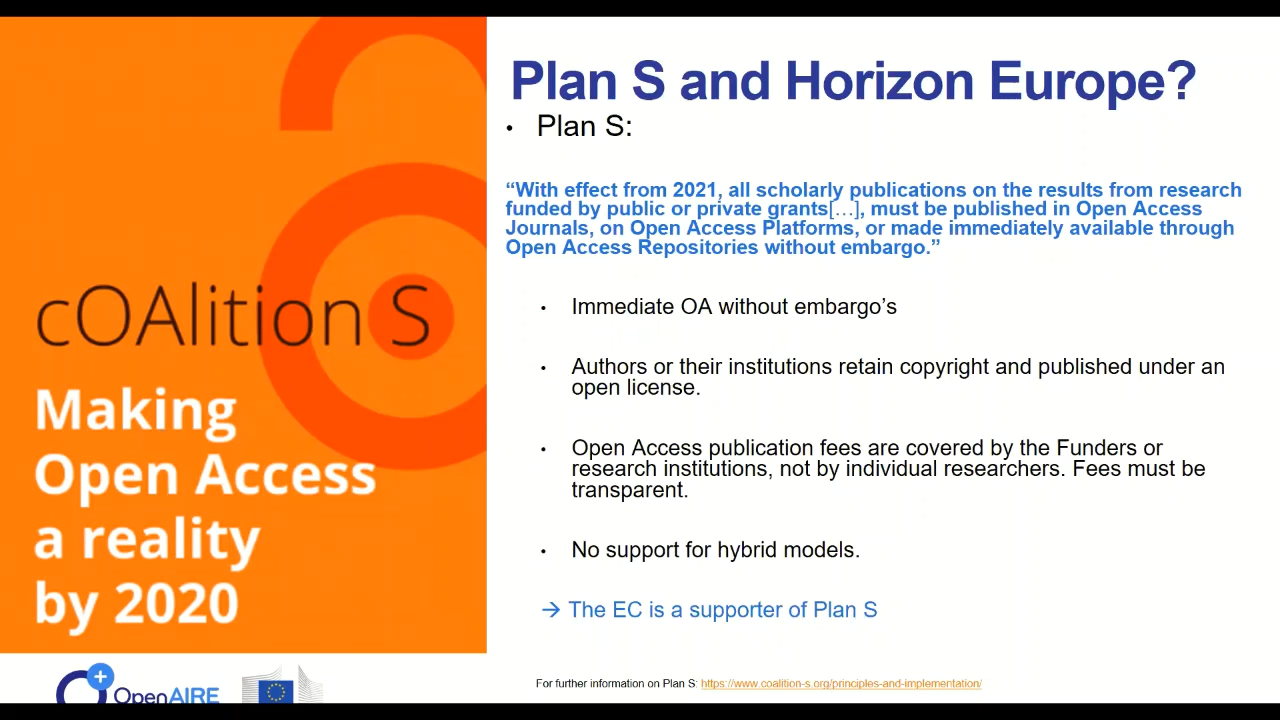 cOAlition S
Making
Open Access
a reality
by 2020
Plan S and Horizon Europe?
• Plan S:
“With effect from 2021, all scholarly publications on the results from research
funded by public or private grants[…], must be published in Open Access
Journals, on Open Access Platforms, or made immediately available through
Open Access Repositories without embargo.”
• Immediate OA without embargo’s
• Authors or their institutions retain copyright and published under an
open license.
• Open Access publication fees are covered by the Funders or
research institutions, not by individual researchers. Fees must be
transparent.
• No support for hybrid models.
→ The EC is a supporter of Plan S
OpenAIRE
For further information on Plan S: https://www.coalition-s.org/principles-and-implementation/